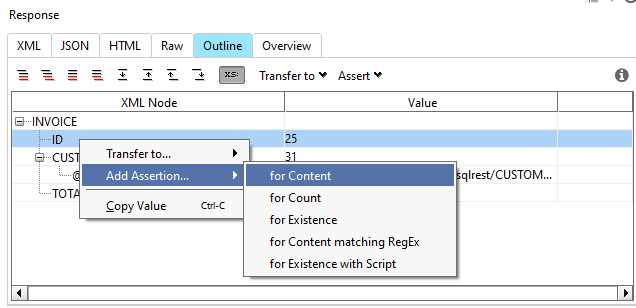 Response
XML JSON HTML Raw Outline Overview
XS: Transfer to Assert
XML Node Value
INVOICE
ID 25
CUST 31
@ sqlrest/CUSTOM...
TOTA
Transfer to...
Add Assertion...
Copy Value Ctrl-C
for Content
for Count
for Existence
for Content matching RegEx
for Existence with Script